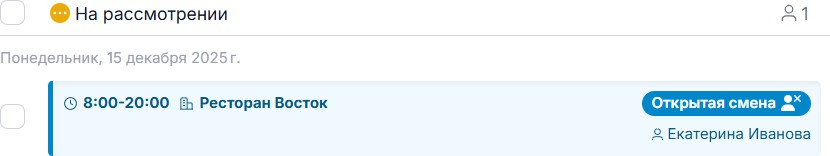 На рассмотрении
1
Понедельник, 15 декабря 2025 г.
8:00-20:00 Ресторан Восток
Открытая смена
Екатерина Иванова